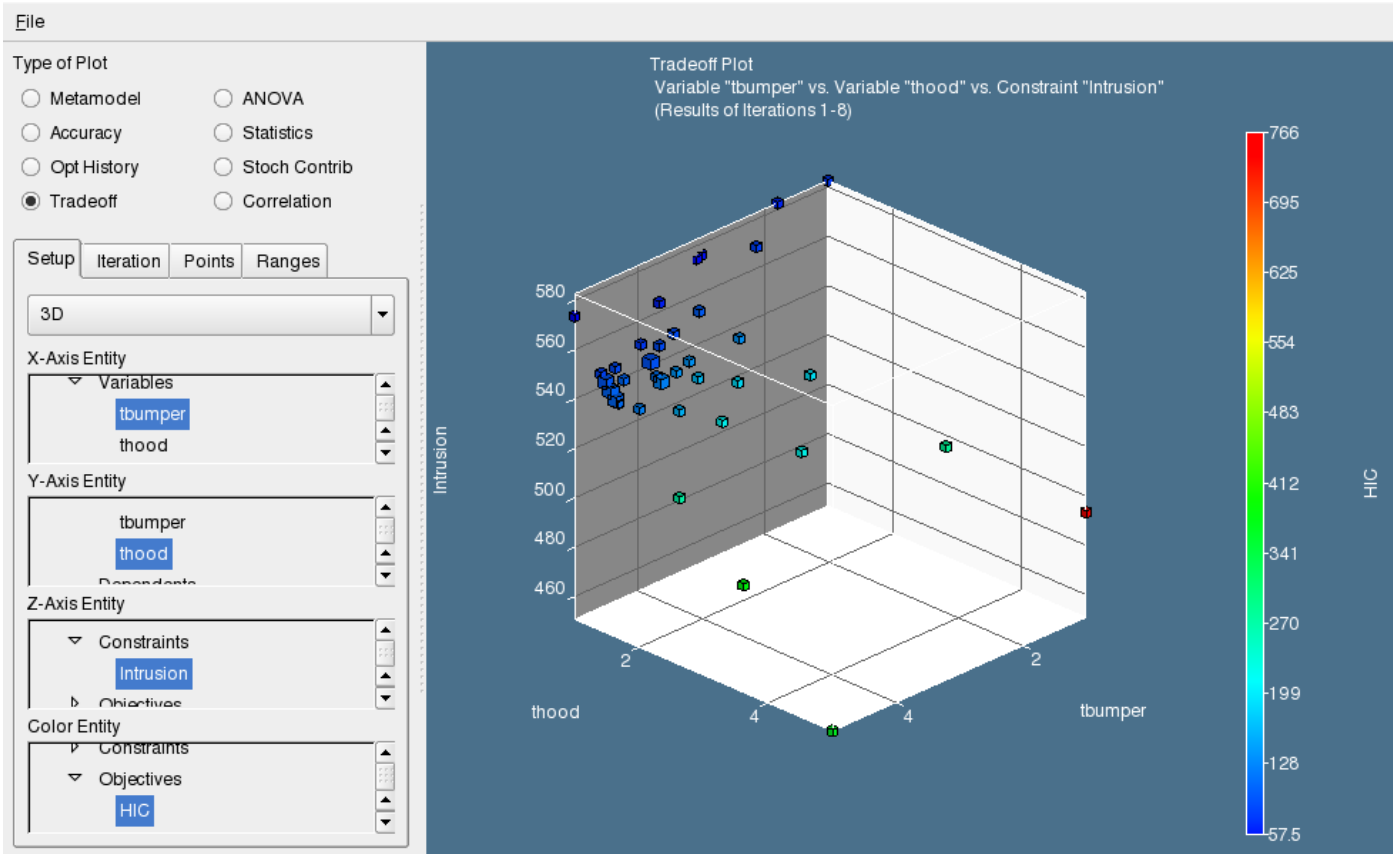 File
Type of Plot
Metamodel ANOVA
Accuracy Statistics
Opt History Stoch Contrib
Tradeoff Correlation
Setup Iteration Points Ranges
3D
X-Axis Entity
Variables
tbumper
thood
Y-Axis Entity
tbumper
thood
Dependents
Z-Axis Entity
Constraints
Intrusion
Objectives
Color Entity
Constraints
Objectives
HIC
Tradeoff Plot
Variable "tbumper" vs. Variable "thood" vs. Constraint "Intrusion"
(Results of Iterations 1-8)
Intrusion
580
560
540
520
500
480
460
2
4
thood
4
2
tbumper
766
695
625
554
483
412
341
270
199
128
57.5
HIC